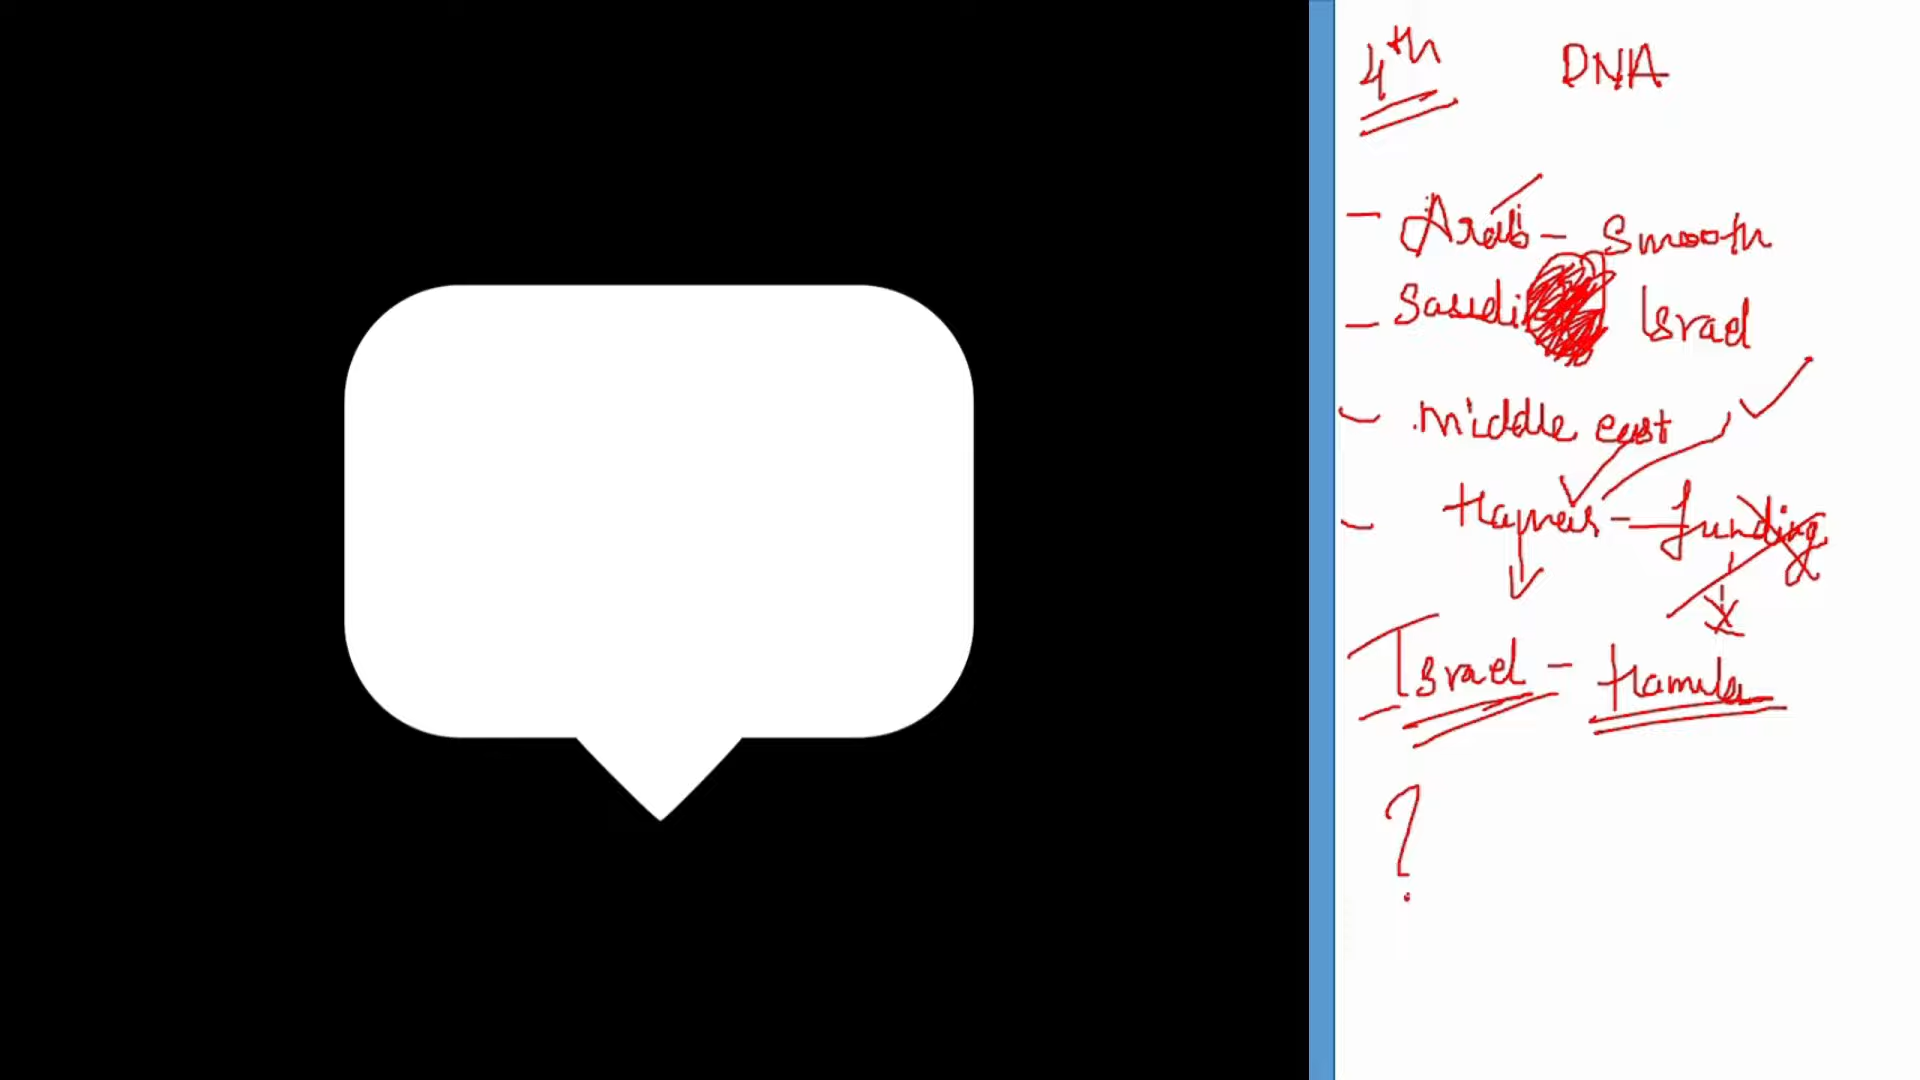 4th DNA
- Arab - Smooth
- Saudi Israel
- Middle east
- Hamas - funding
Israel - Hamla
?